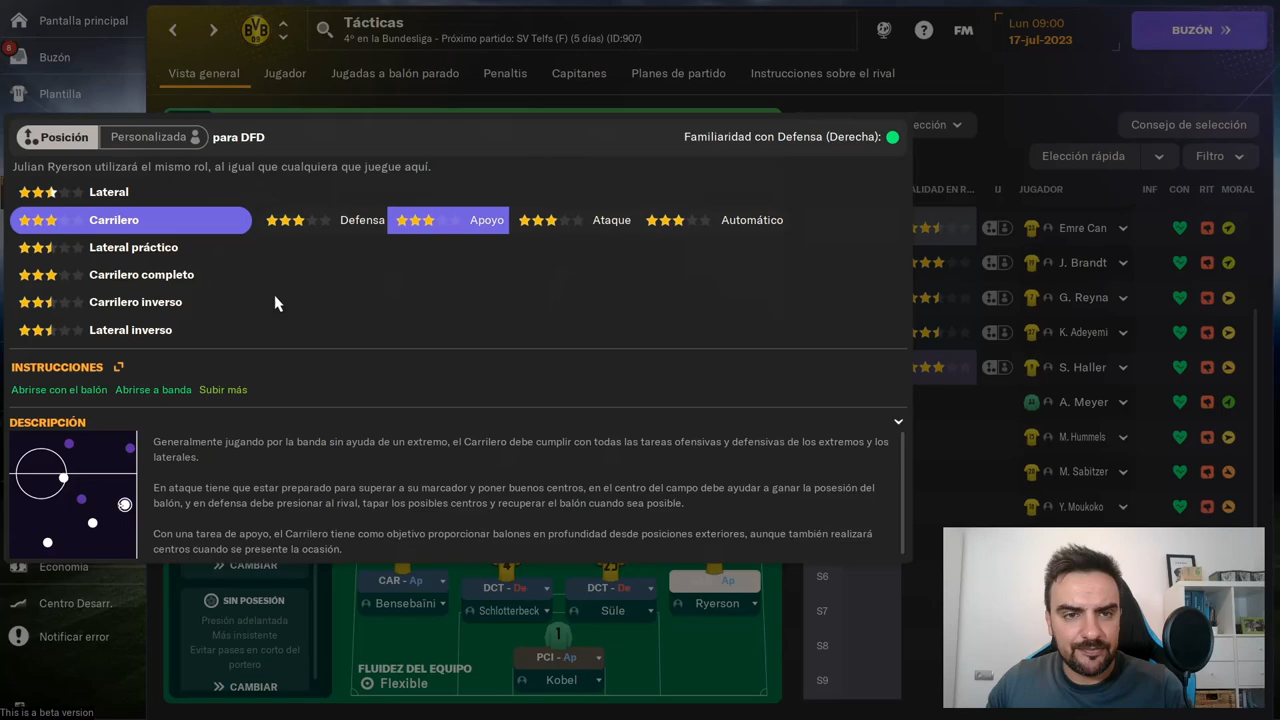 Pantalla principal
Tácticas
4º en la Bundesliga - Próximo partido: SV Telfs (F) (5 días) (ID:907)
FM
Lun 09:00
17-jul-2023
BUZÓN
8
Buzón
Plantilla
Vista general
Jugador
Jugadas a balón parado
Penaltis
Capitanes
Planes de partido
Instrucciones sobre el rival
Posición
Personalizada
para DFD
Familiaridad con Defensa (Derecha):
ección
Consejo de selección
Julian Ryerson utilizará el mismo rol, al igual que cualquiera que juegue aquí.
Elección rápida
Filtro
ALIDAD EN R...
IJ
JUGADOR
INF
CON
RIT
MORAL
Lateral
Carrilero
Defensa
Apoyo
Ataque
Automático
Lateral práctico
Carrilero completo
Carrilero inverso
Lateral inverso
Emre Can
J. Brandt
G. Reyna
K. Adeyemi
S. Haller
A. Meyer
M. Hummels
M. Sabitzer
Y. Moukoko
INSTRUCCIONES
Abrirse con el balón
Abrirse a banda
Subir más
DESCRIPCIÓN
Generalmente jugando por la banda sin ayuda de un extremo, el Carrilero debe cumplir con todas las tareas ofensivas y defensivas de los extremos y los
laterales.
En ataque tiene que estar preparado para superar a su marcador y poner buenos centros, en el centro del campo debe ayudar a ganar la posesión del
balón, y en defensa debe presionar al rival, tapar los posibles centros y recuperar el balón cuando sea posible.
Con una tarea de apoyo, el Carrilero tiene como objetivo proporcionar balones en profundidad desde posiciones exteriores, aunque también realizará
centros cuando se presente la ocasión.
Economía
Centro Desarr.
Notificar error
CAMBIAR
SIN POSESIÓN
Presión adelantada
Más insistente
Evitar pases en corto del
portero
CAMBIAR
CAR - Ap
Bensebaïni
4
DCT - De
Schlotterbeck
25
DCT - De
Süle
Ap
Ryerson
1
PCI - Ap
Kobel
FLUIDEZ DEL EQUIPO
Flexible
S6
S7
S8
S9
This is a beta version